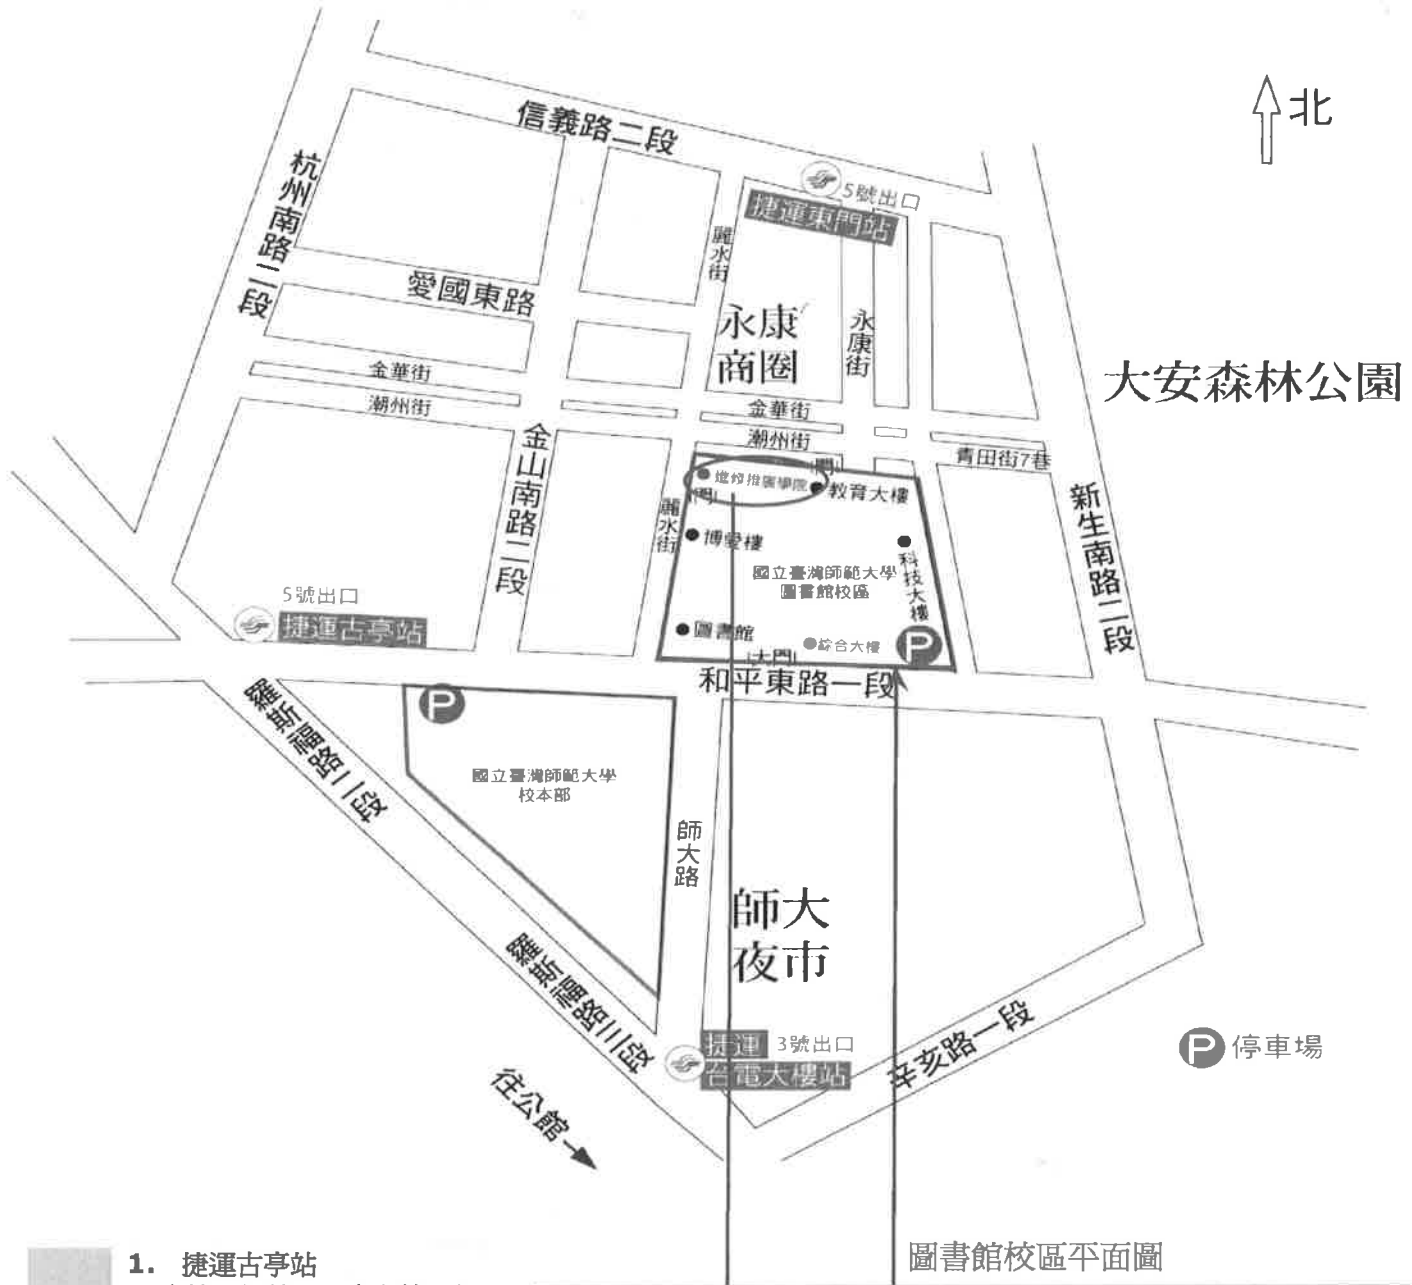 北
信義路二段
杭州南路二段
5號出口
捷運東門站
麗水街
愛國東路
永康
商圈
永康街
大安森林公園
金華街
金華街
潮州街
潮州街
青田街7巷
金山南路二段
進修推廣學院
門
門
教育大樓
新生南路二段
麗水街
博愛樓
科技大樓
國立臺灣師範大學
圖書館校區
5號出口
捷運古亭站
圖書館
綜合大樓
P
大門
和平東路一段
羅斯福路二段
P
國立臺灣師範大學
校本部
師大路
師大
夜市
羅斯福路三段
捷運 3號出口
台電大樓站
辛亥路一段
P 停車場
往公館
圖書館校區平面圖
1. 捷運古亭站